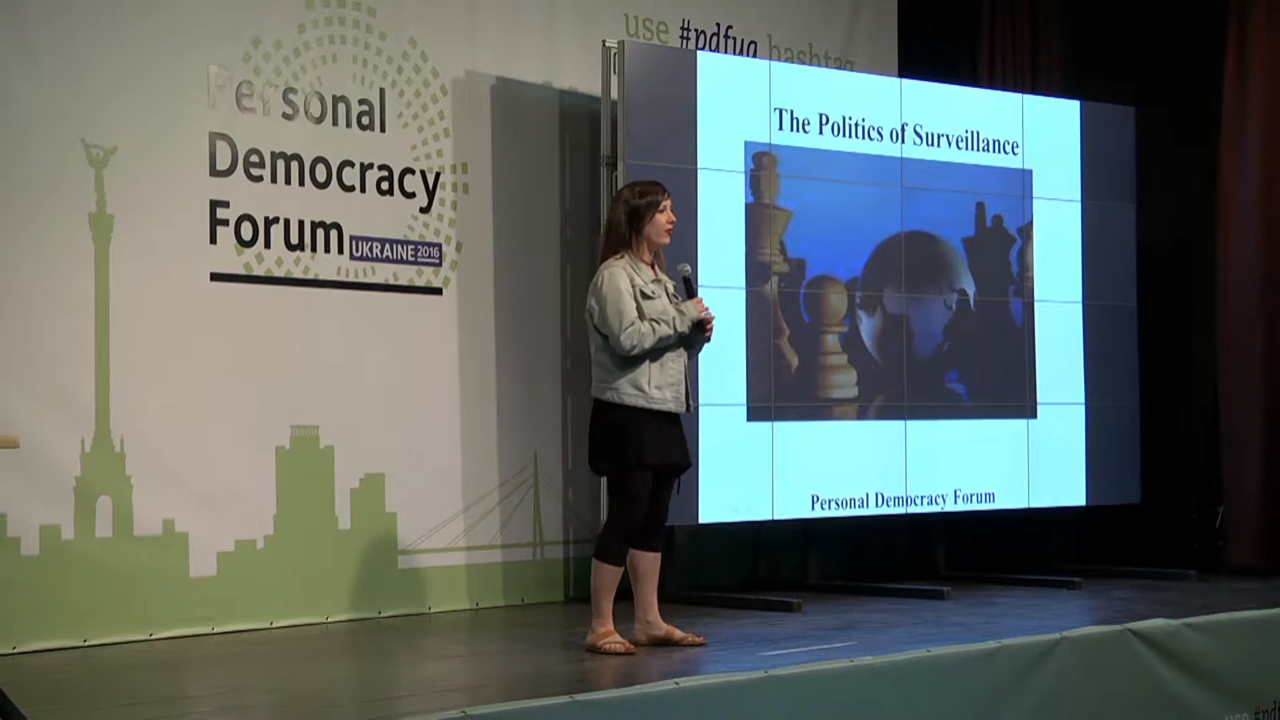 use #pdfua hashtag
Personal
Democracy
Forum UKRAINE 2016
The Politics of Surveillance
Personal Democracy Forum